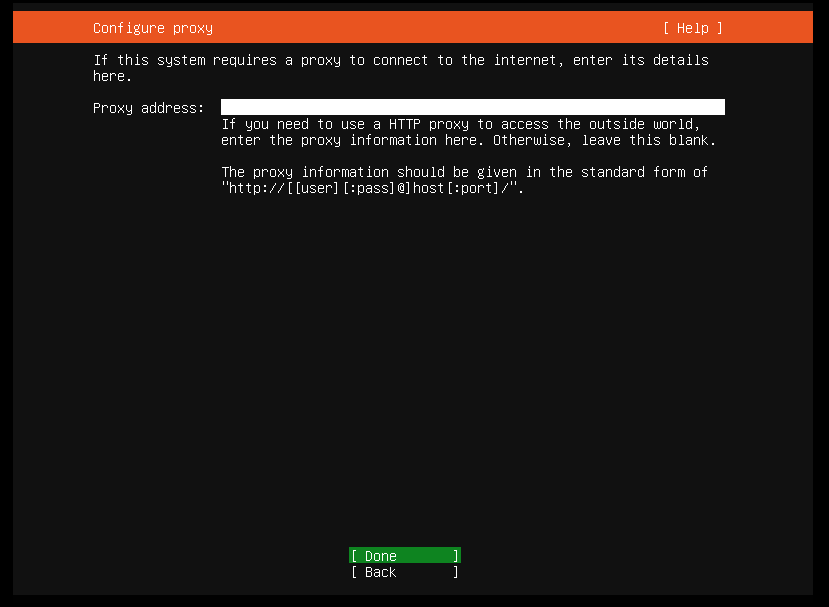 Configure proxy [ Help ]
If this system requires a proxy to connect to the internet, enter its details
here.
Proxy address:
If you need to use a HTTP proxy to access the outside world,
enter the proxy information here. Otherwise, leave this blank.
The proxy information should be given in the standard form of
"http://[[user][:pass]@]host[:port]/".
[ Done ]
[ Back ]